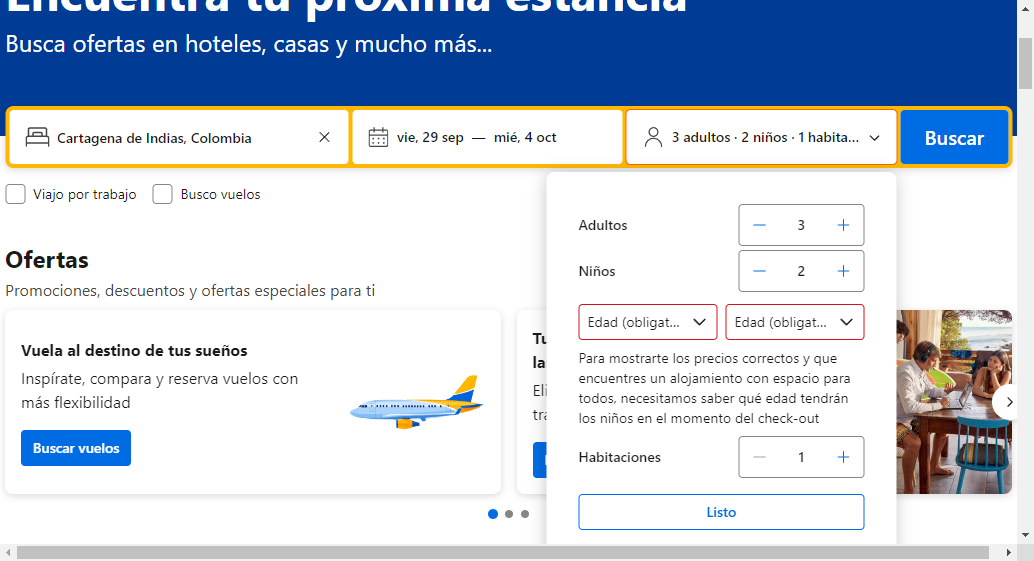 Encuentra tu próxima estancia
Busca ofertas en hoteles, casas y mucho más...
Cartagena de Indias, Colombia
vie, 29 sep — mié, 4 oct
3 adultos · 2 niños · 1 habita...
Buscar
Viajo por trabajo
Busco vuelos
Adultos
3
Niños
2
Edad (obligat...
Edad (obligat...
Para mostrarte los precios correctos y que
encuentres un alojamiento con espacio para
todos, necesitamos saber qué edad tendrán
los niños en el momento del check-out
Habitaciones
1
Listo
Ofertas
Promociones, descuentos y ofertas especiales para ti
Vuela al destino de tus sueños
Inspírate, compara y reserva vuelos con
más flexibilidad
Buscar vuelos